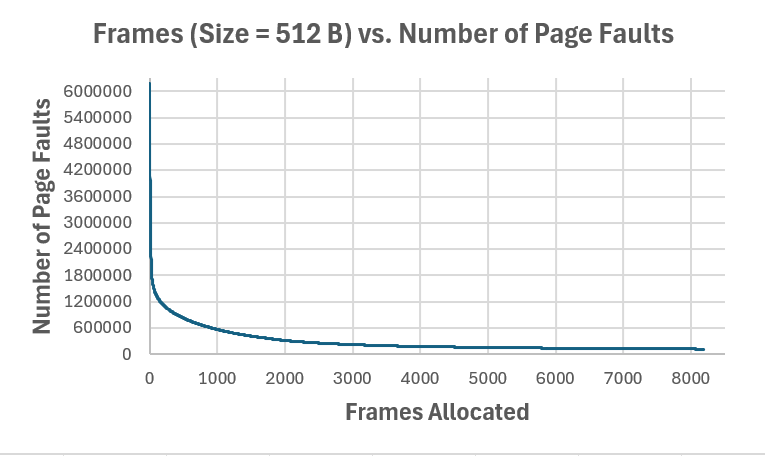 Frames (Size = 512 B) vs. Number of Page Faults
Number of Page Faults
6000000
5400000
4800000
4200000
3600000
3000000
2400000
1800000
1200000
600000
0
0 1000 2000 3000 4000 5000 6000 7000 8000
Frames Allocated